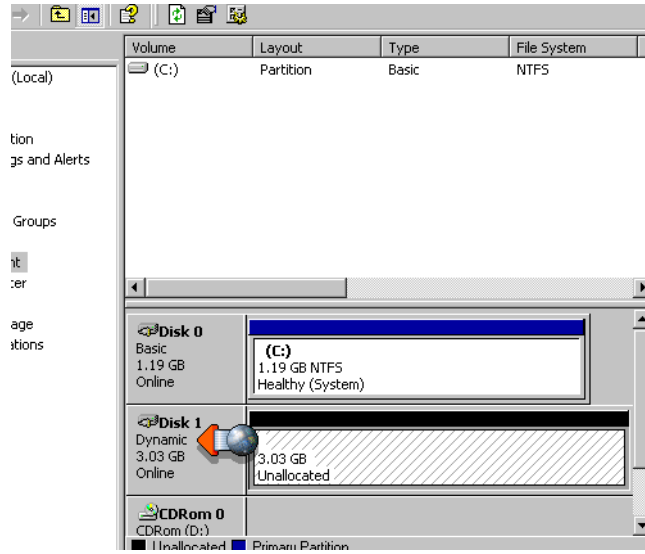 Volume Layout Type File System
(C:) Partition Basic NTFS
(Local)
tion
gs and Alerts
Groups
nt
ter
age
ations
Disk 0
Basic
1.19 GB
Online
(C:)
1.19 GB NTFS
Healthy (System)
Disk 1
Dynamic
3.03 GB
Online
3.03 GB
Unallocated
CDRom 0
CDRom (D:)
Unallocated Primary Partition